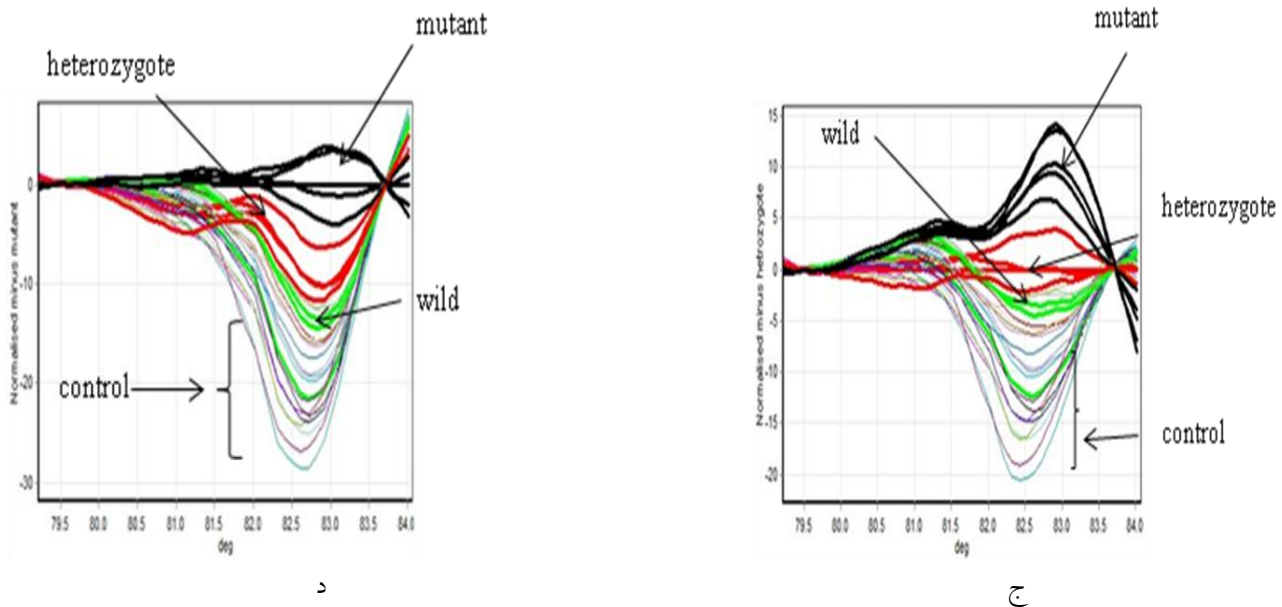 mutant
heterozygote
wild
control
Normalised minus mutant
0
-10
-20
-30
79.5 80.0 80.5 81.0 81.5 82.0 82.5 83.0 83.5 84.0
deg
د
mutant
wild
heterozygote
control
Normalised minus hetrozygote
15
10
5
0
-5
-10
-15
-20
79.5 80.0 80.5 81.0 81.5 82.0 82.5 83.0 83.5 84.0
deg
ج